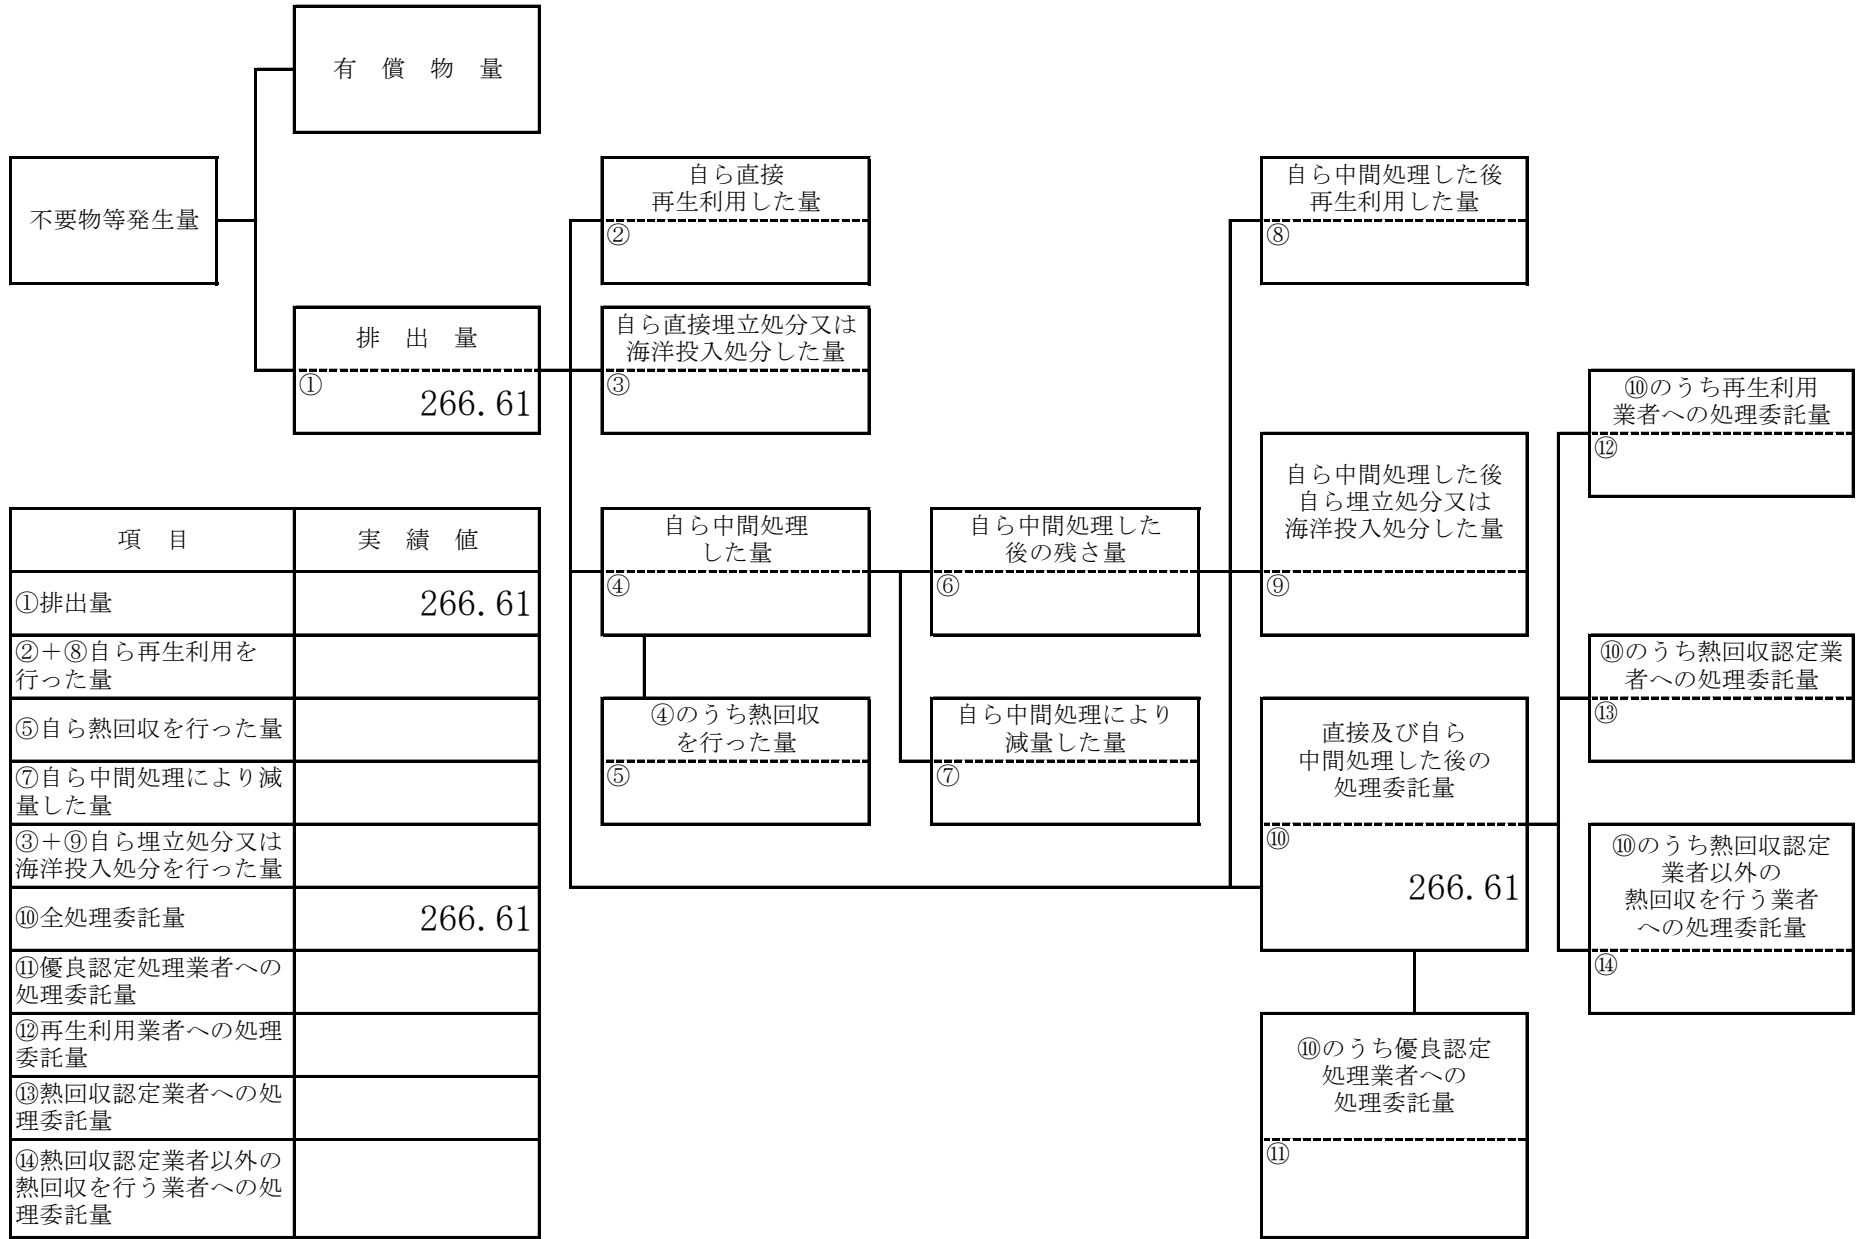 有 償 物 量
不要物等発生量
排 出 量
①
266.61
自ら直接
再生利用した量
②
自ら直接埋立処分又は
海洋投入処分した量
③
自ら中間処理
した量
④
④のうち熱回収
を行った量
⑤
自ら中間処理した
後の残さ量
⑥
自ら中間処理により
減量した量
⑦
自ら中間処理した後
再生利用した量
⑧
自ら中間処理した後
自ら埋立処分又は
海洋投入処分した量
⑨
直接及び自ら
中間処理した後の
処理委託量
⑩
266.61
⑩のうち優良認定
処理業者への
処理委託量
⑪
⑩のうち再生利用
業者への処理委託量
⑫
⑩のうち熱回収認定業
者への処理委託量
⑬
⑩のうち熱回収認定
業者以外の
熱回収を行う業者
への処理委託量
⑭
項 目 実 績 値
①排出量 266.61
②+⑧自ら再生利用を
行った量
⑤自ら熱回収を行った量
⑦自ら中間処理により減
量した量
③+⑨自ら埋立処分又は
海洋投入処分を行った量
⑩全処理委託量 266.61
⑪優良認定処理業者への
処理委託量
⑫再生利用業者への処理
委託量
⑬熱回収認定業者への処
理委託量
⑭熱回収認定業者以外の
熱回収を行う業者への処
理委託量